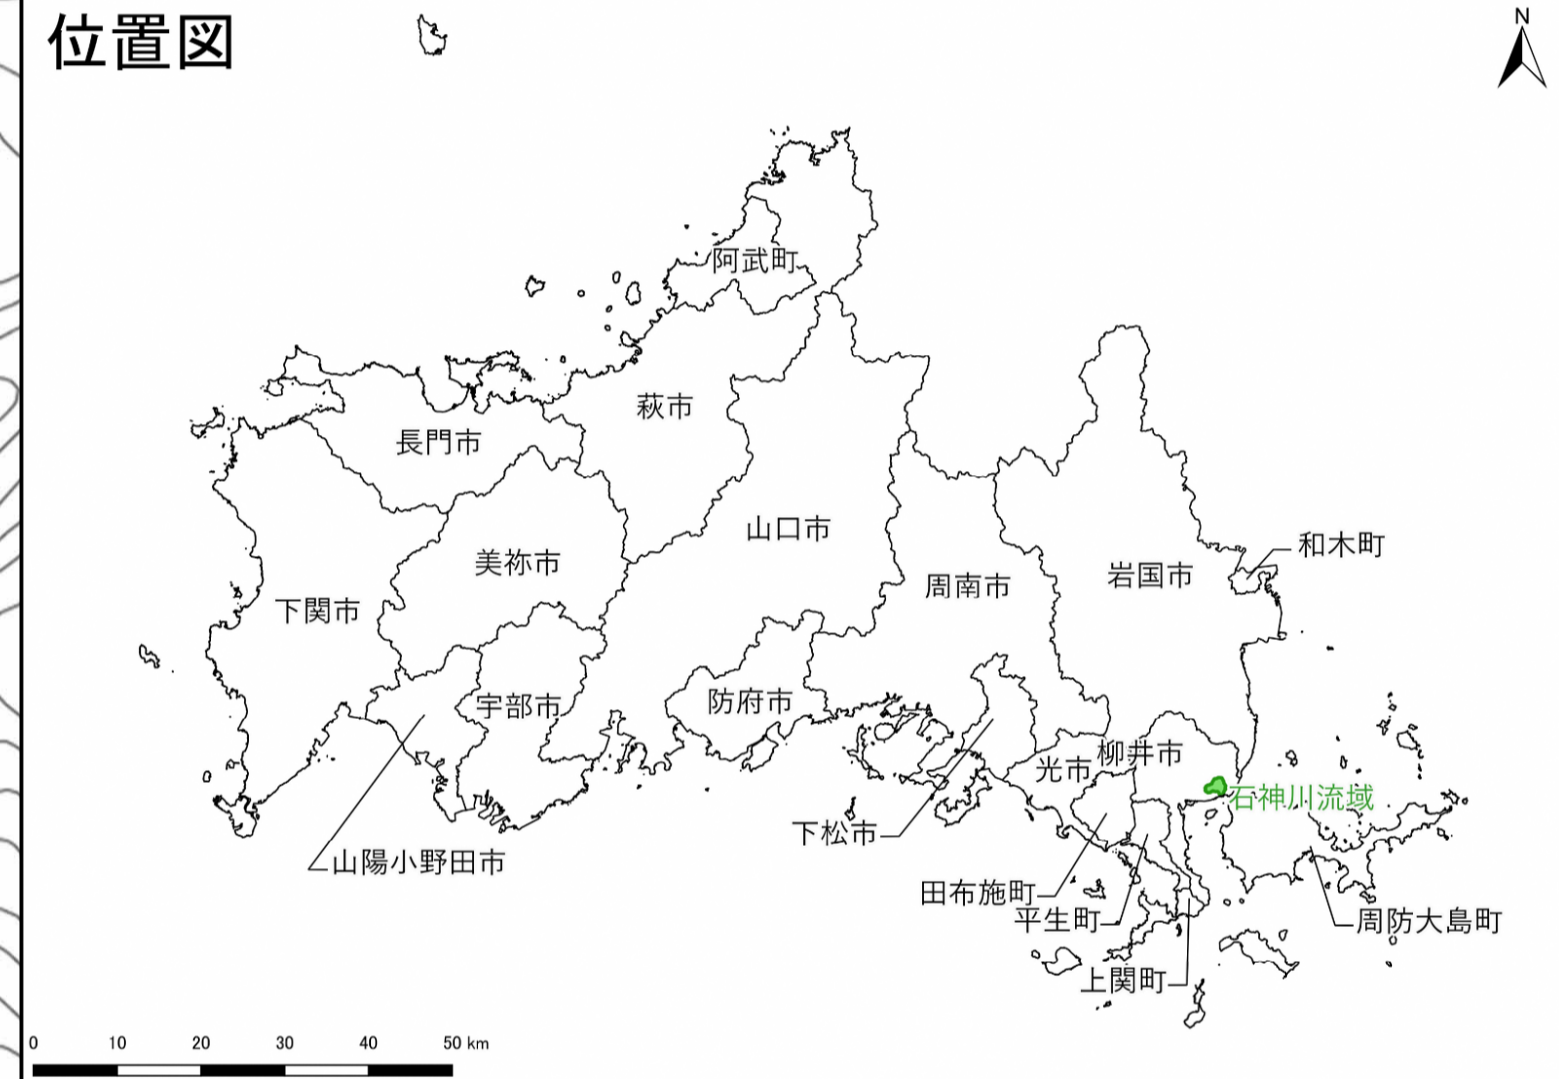 位置図
N
阿武町
萩市
長門市
山口市
和木町
美祢市
岩国市
周南市
下関市
防府市
宇部市
柳井市
光市
石神川流域
下松市
山陽小野田市
田布施町
平生町
周防大島町
上関町
0 10 20 30 40 50 km